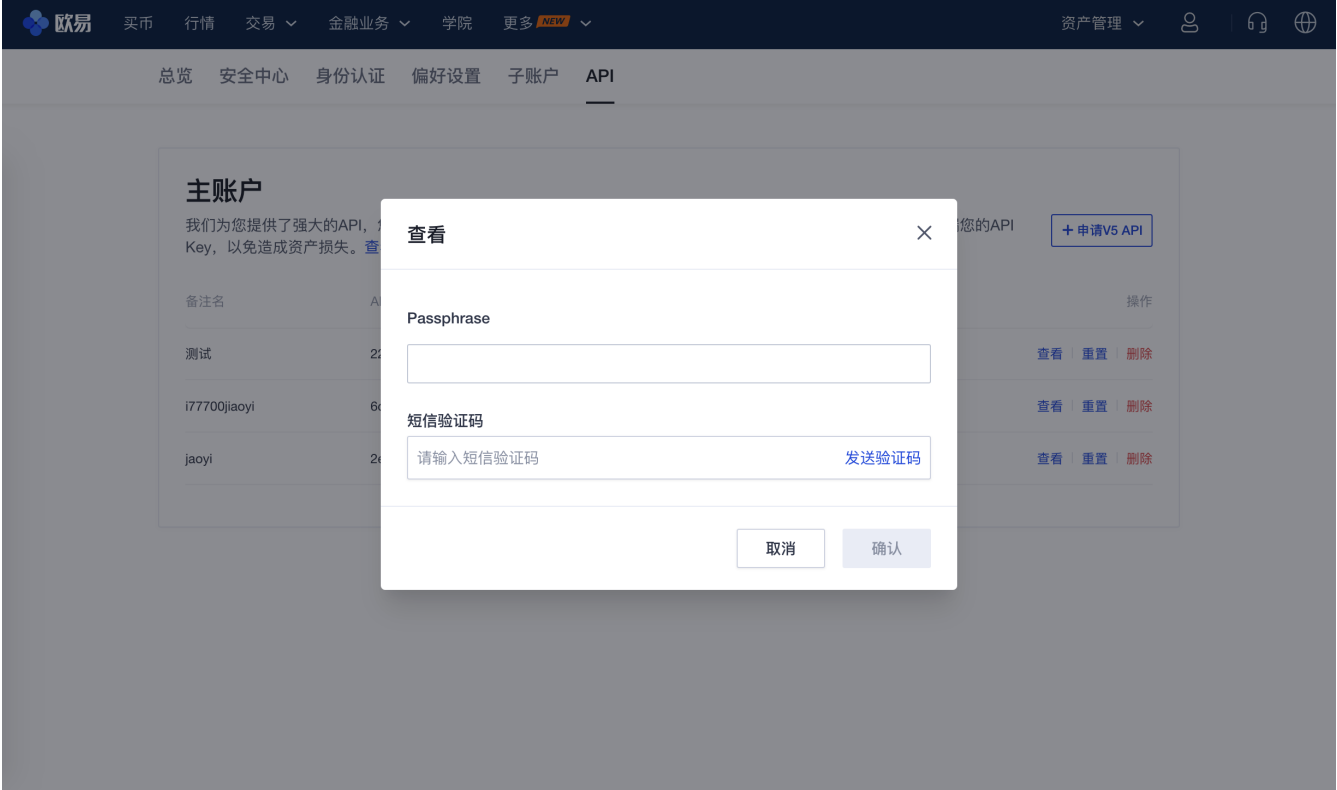 欧易 买币 行情 交易 金融业务 学院 更多 NEW 资产管理
总览 安全中心 身份认证 偏好设置 子账户 API
主账户
我们为您提供了强大的API, 您的API
Key，以免造成资产损失。查
+ 申请V5 API
查看
备注名 操作
Passphrase
测试 22 查看 重置 删除
i77700jiaoyi 查看 重置 删除
短信验证码
请输入短信验证码 发送验证码
jaoyi 查看 重置 删除
取消 确认